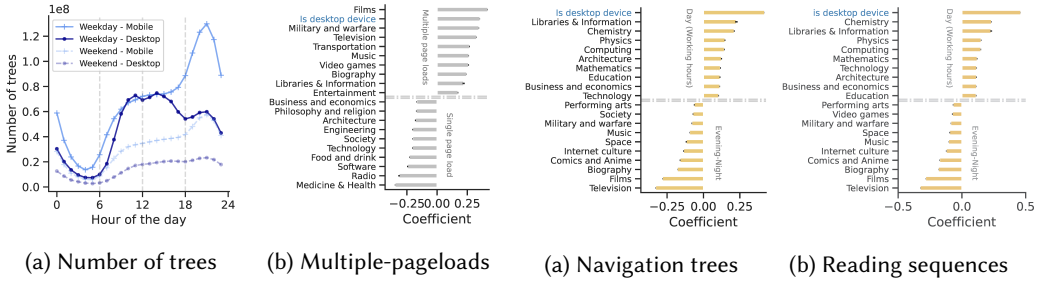 1e8
Number of trees
1.2
1.0
0.8
0.6
0.4
0.2
0.0
Weekday - Mobile
Weekday - Desktop
Weekend - Mobile
Weekend - Desktop
0 6 12 18 24
Hour of the day
(a) Number of trees
Films
Is desktop device
Military and warfare
Television
Transportation
Music
Video games
Biography
Libraries & Information
Entertainment
Business and economics
Philosophy and religion
Architecture
Engineering
Society
Technology
Food and drink
Software
Radio
Medicine & Health
Multiple page loads
Single page load
−0.25 0.00 0.25
Coefficient
(b) Multiple-pageloads
Is desktop device
Libraries & Information
Chemistry
Physics
Computing
Architecture
Mathematics
Education
Business and economics
Technology
Performing arts
Society
Military and warfare
Music
Space
Internet culture
Comics and Anime
Biography
Films
Television
Day (Working hours)
Evening-Night
−0.25 0.00 0.25
Coefficient
(a) Navigation trees
is desktop device
Chemistry
Libraries & Information
Physics
Computing
Mathematics
Technology
Architecture
Business and economics
Education
Performing arts
Video games
Military and warfare
Space
Music
Internet culture
Comics and Anime
Biography
Films
Television
Day (Working hours)
Evening-Night
−0.5 0.0 0.5
Coefficient
(b) Reading sequences